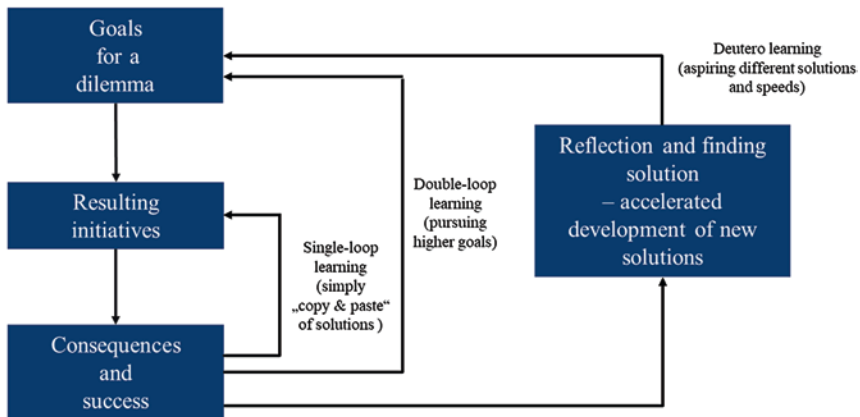 Goals
for a
dilemma
Resulting
initiatives
Consequences
and
success
Single-loop
learning
(simply
„copy & paste“
of solutions )
Double-loop
learning
(pursuing
higher goals)
Deutero learning
(aspiring different solutions
and speeds)
Reflection and finding
solution
– accelerated
development of new
solutions